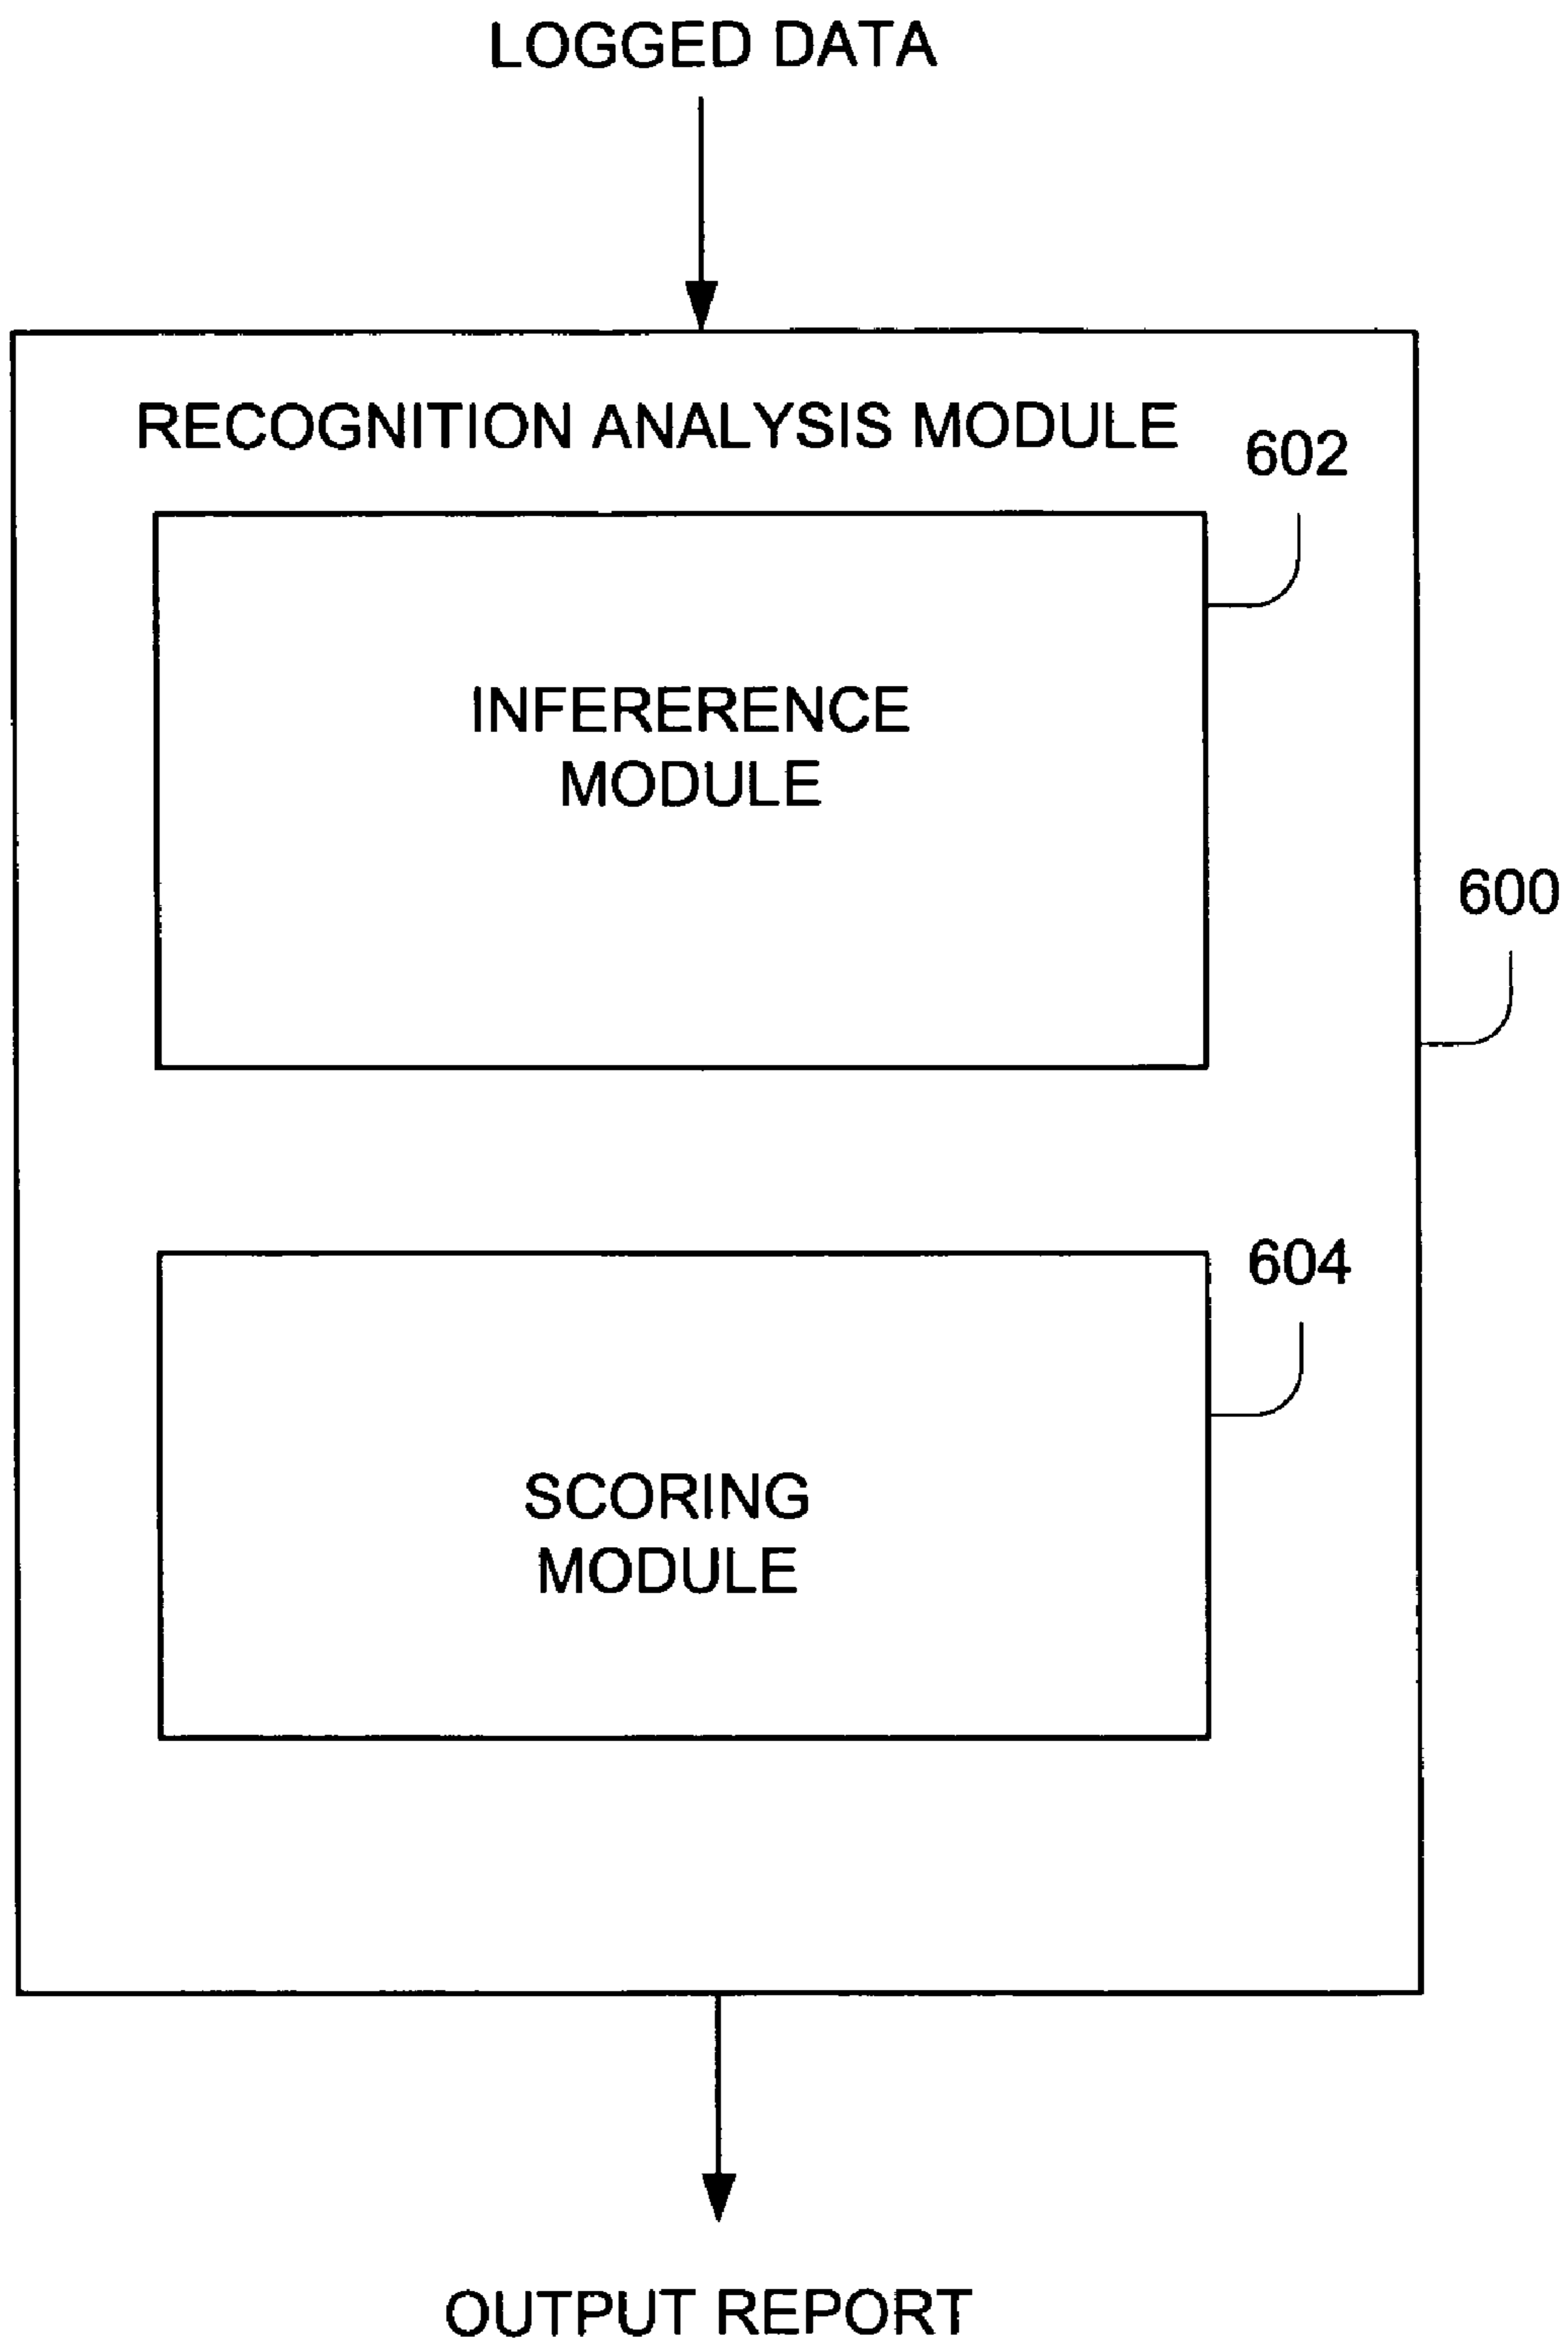 LOGGED DATA
RECOGNITION ANALYSIS MODULE
602
INFERERENCE
MODULE
600
604
SCORING
MODULE
OUTPUT REPORT